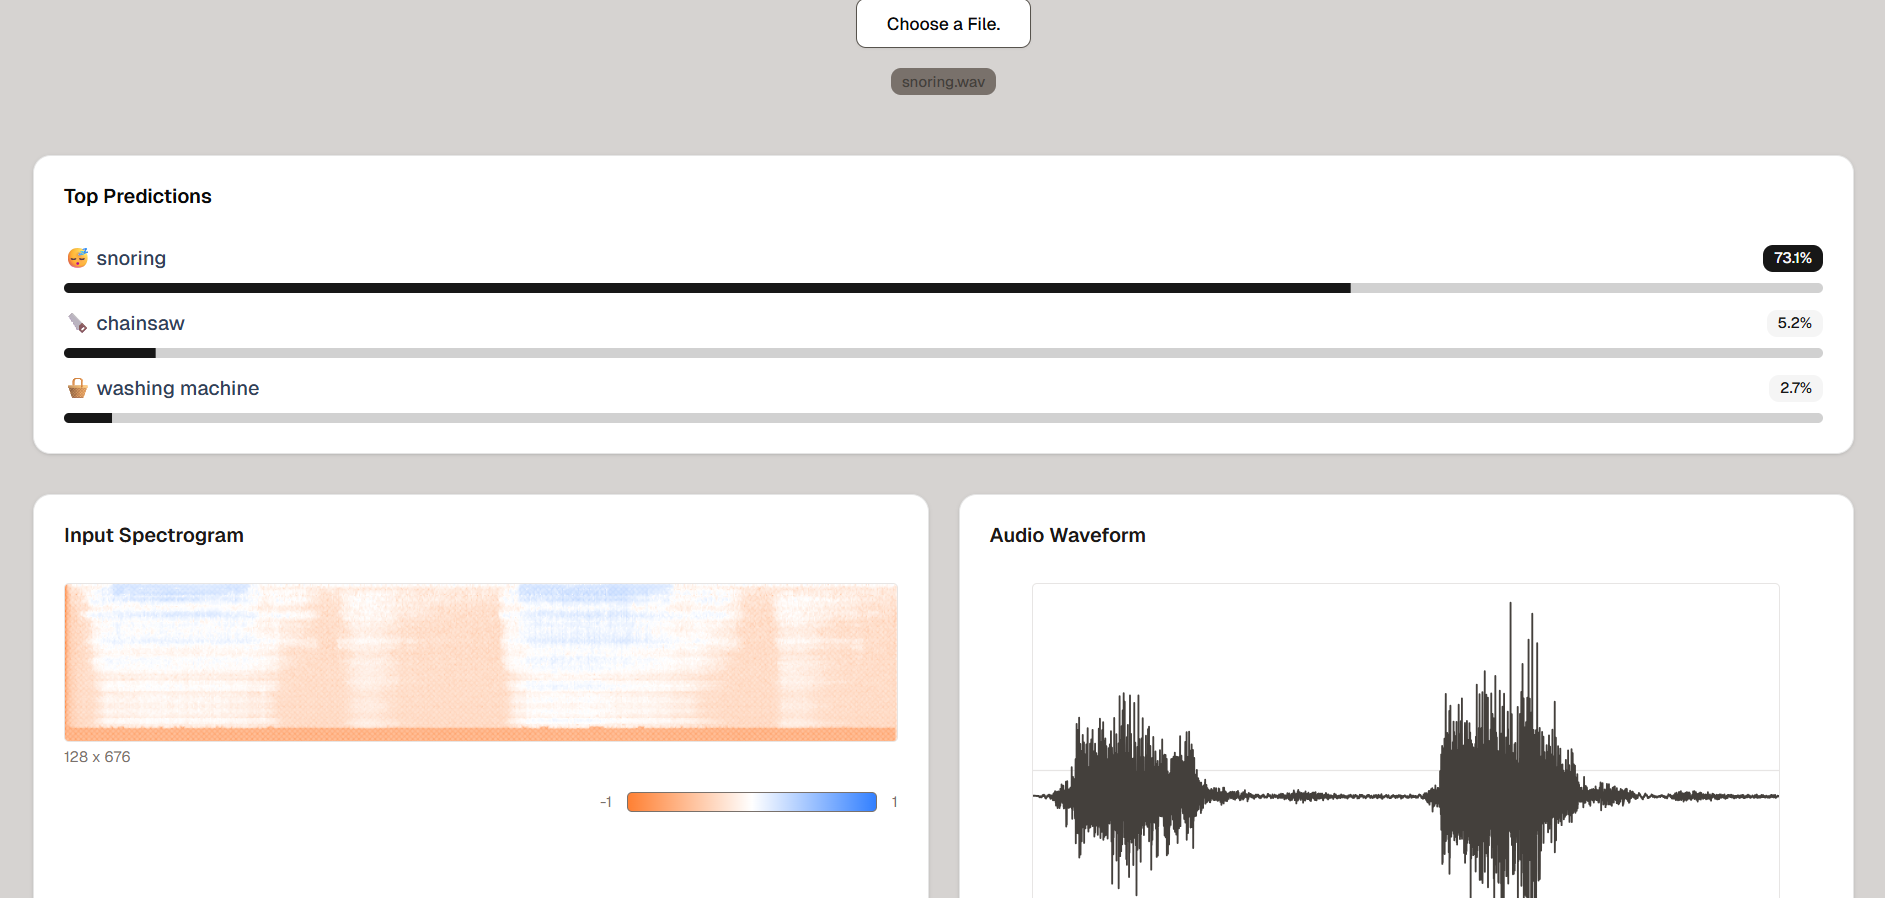 Choose a File.
snoring.wav
Top Predictions
snoring 73.1%
chainsaw 5.2%
washing machine 2.7%
Input Spectrogram
Audio Waveform
128 x 676
-1 1